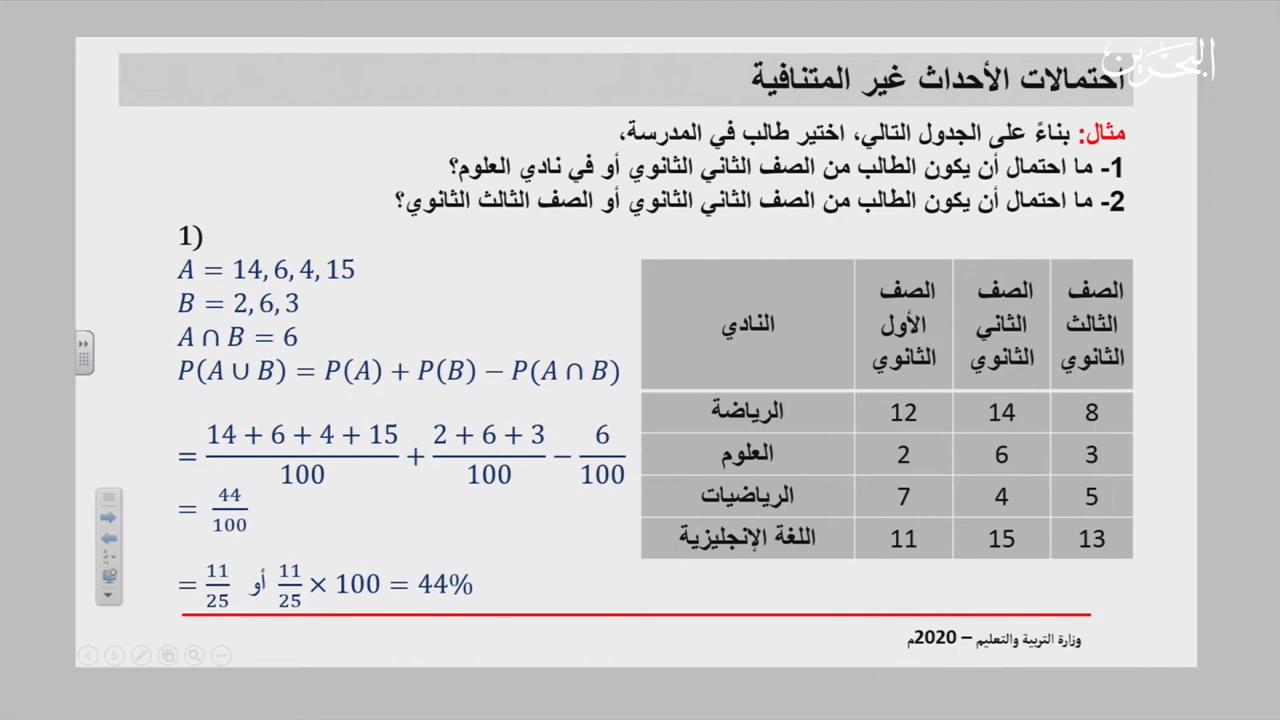 البحرين
احتمالات الأحداث غير المتنافية
مثال: بناءً على الجدول التالي، اختير طالب في المدرسة،
1- ما احتمال أن يكون الطالب من الصف الثاني الثانوي أو في نادي العلوم؟
2- ما احتمال أن يكون الطالب من الصف الثاني الثانوي أو الصف الثالث الثانوي؟
1)
A = 14, 6, 4, 15
B = 2, 6, 3
A ∩ B = 6
P(A ∪ B) = P(A) + P(B) − P(A ∩ B)
= (14 + 6 + 4 + 15)/100 + (2 + 6 + 3)/100 − 6/100
= 44/100
= 11/25 أو 11/25 × 100 = 44%
الصف الثالث الثانوي | الصف الثاني الثانوي | الصف الأول الثانوي | النادي
8 | 14 | 12 | الرياضة
3 | 6 | 2 | العلوم
5 | 4 | 7 | الرياضيات
13 | 15 | 11 | اللغة الإنجليزية
وزارة التربية والتعليم – 2020م